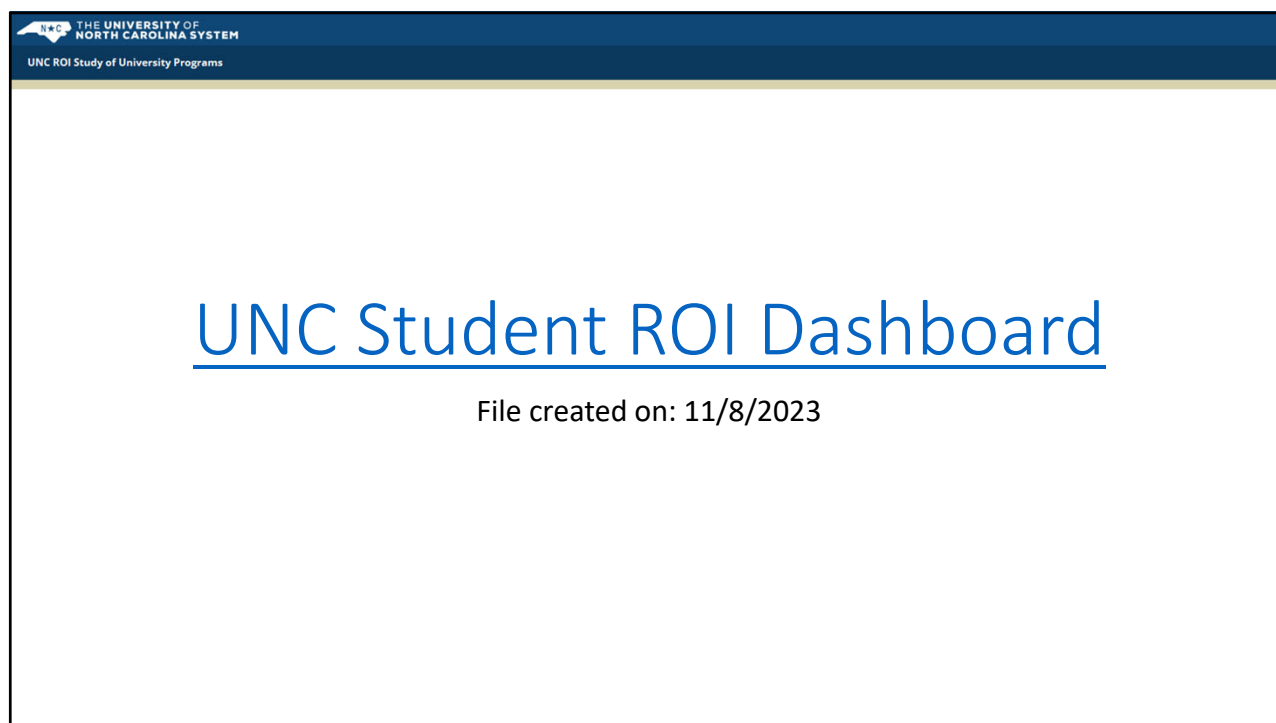 N★C
THE UNIVERSITY OF
NORTH CAROLINA SYSTEM
UNC ROI Study of University Programs
UNC Student ROI Dashboard
File created on: 11/8/2023